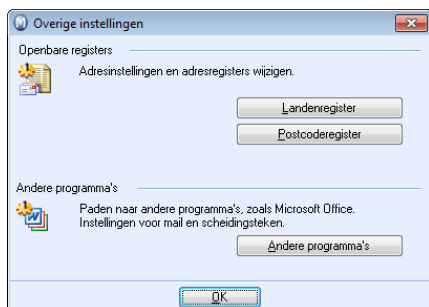 Overige instellingen
Openbare registers
Adresinstellingen en adresregisters wijzigen.
Landenregister
Postcoderegister
Andere programma's
Paden naar andere programma's, zoals Microsoft Office.
Instellingen voor mail en scheidingsteken.
Andere programma's
OK